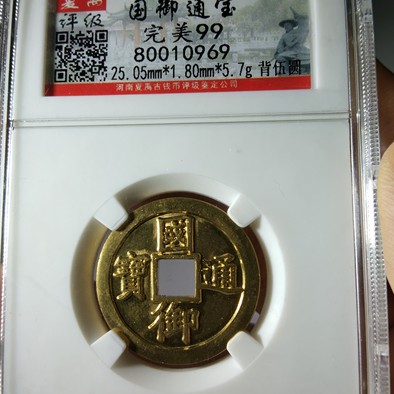 评级
国御通宝
完美99
80010969
25.05mm*1.80mm*5.7g 背伍圆
河南夏禹古钱币评级鉴定公司
國
寶 通
御